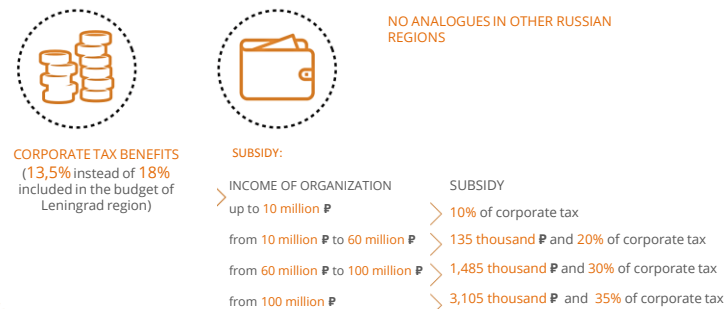 NO ANALOGUES IN OTHER RUSSIAN
REGIONS
CORPORATE TAX BENEFITS
(13,5% instead of 18%
included in the budget of
Leningrad region)
SUBSIDY:
INCOME OF ORGANIZATION SUBSIDY
up to 10 million ₽ 10% of corporate tax
from 10 million ₽ to 60 million ₽ 135 thousand ₽ and 20% of corporate tax
from 60 million ₽ to 100 million ₽ 1,485 thousand ₽ and 30% of corporate tax
from 100 million ₽ 3,105 thousand ₽ and 35% of corporate tax